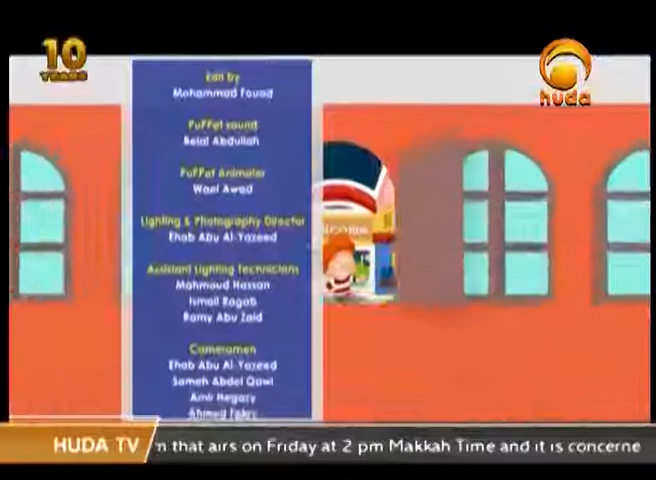 10
YEARS
huda
Edit by
Mohammad Fouad
Puppet sound
Belal Abdullah
Puppet Animator
Wael Awad
Lighting & Photography Director
Ehab Abu Al-Yazeed
Assistant Lighting Technicians
Mahmoud Hassan
Ismail Ragab
Ramy Abu Zaid
Cameramen
Ehab Abu Al-Yazeed
Sameh Abdel Qawi
Amir Hegazy
Ahmed Fekry
HUDA TV
m that airs on Friday at 2 pm Makkah Time and it is concerne